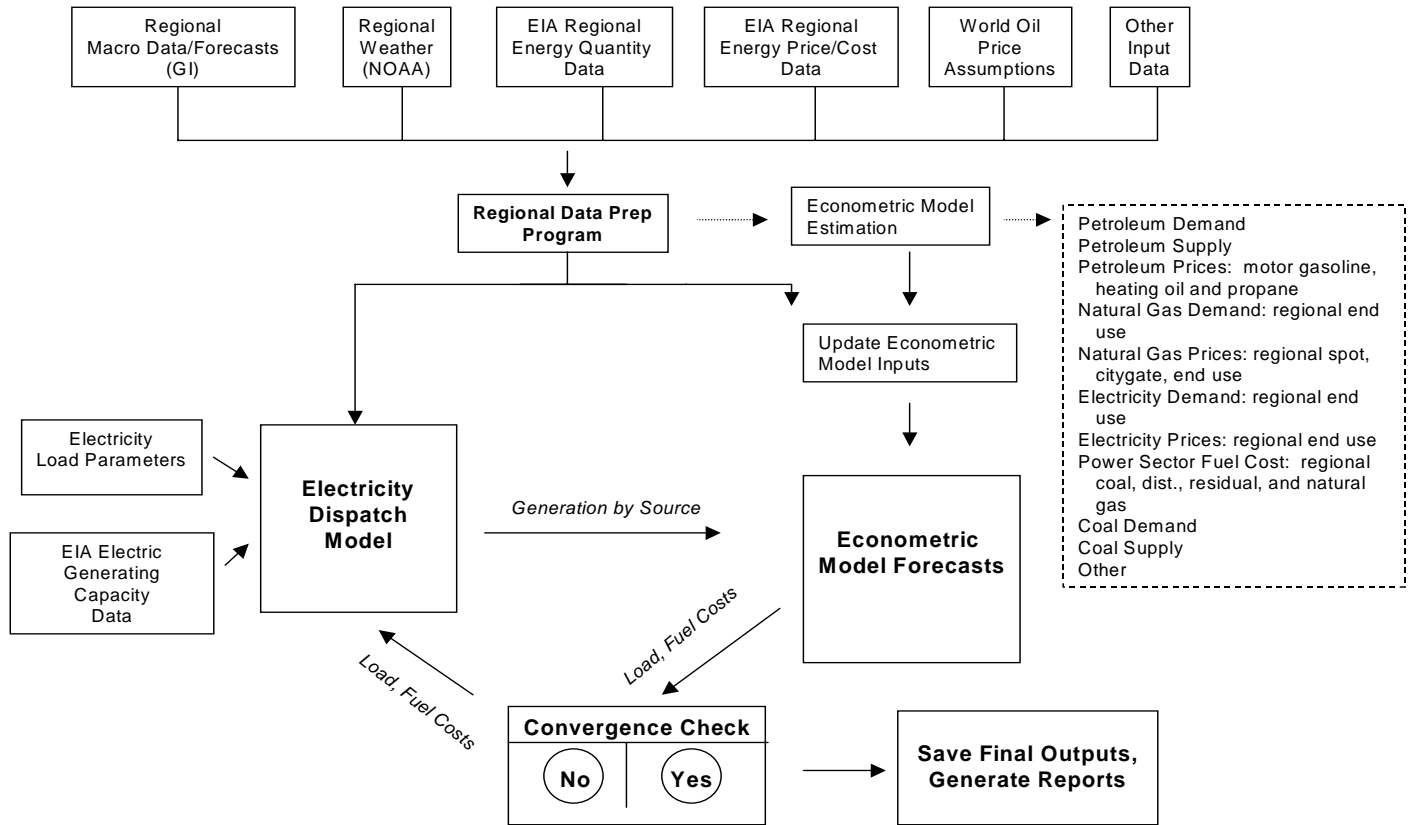 Regional
Macro Data/Forecasts
(GI)
Regional
Weather
(NOAA)
EIA Regional
Energy Quantity
Data
EIA Regional
Energy Price/Cost
Data
World Oil
Price
Assumptions
Other
Input
Data
Regional Data Prep
Program
Econometric Model
Estimation
Petroleum Demand
Petroleum Supply
Petroleum Prices: motor gasoline,
heating oil and propane
Natural Gas Demand: regional end
use
Natural Gas Prices: regional spot,
citygate, end use
Electricity Demand: regional end
use
Electricity Prices: regional end use
Power Sector Fuel Cost: regional
coal, dist., residual, and natural
gas
Coal Demand
Coal Supply
Other
Update Econometric
Model Inputs
Electricity
Load Parameters
EIA Electric
Generating
Capacity
Data
Electricity
Dispatch
Model
Generation by Source
Econometric
Model Forecasts
Load, Fuel Costs
Load, Fuel Costs
Convergence Check
No
Yes
Save Final Outputs,
Generate Reports